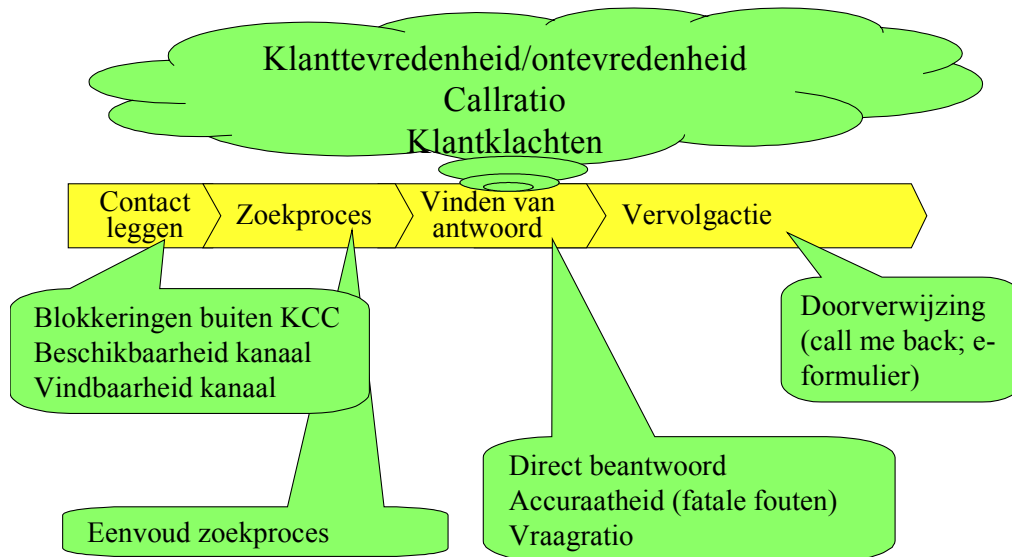 Klanttevredenheid/ontevredenheid
Callratio
Klantklachten
Contact
leggen
Zoekproces
Vinden van
antwoord
Vervolgactie
Blokkeringen buiten KCC
Beschikbaarheid kanaal
Vindbaarheid kanaal
Doorverwijzing
(call me back; e-
formulier)
Direct beantwoord
Accuraatheid (fatale fouten)
Vraagratio
Eenvoud zoekproces